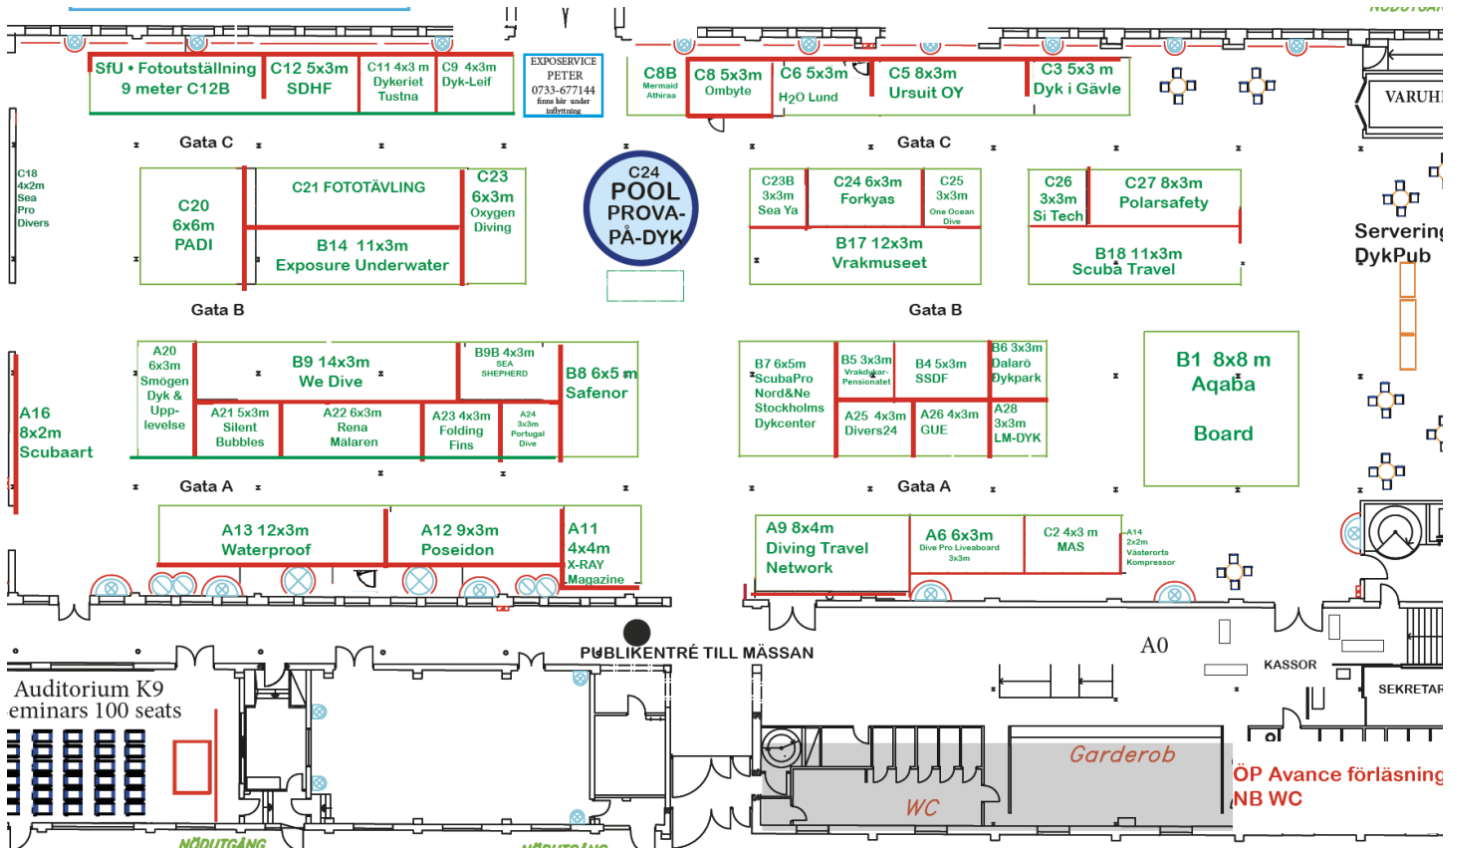 NÖDUTGÅN
SfU • Fotoutställning
9 meter C12B
C12 5x3m
SDHF
C11 4x3 m
Dykeriet
Tustna
C9 4x3m
Dyk-Leif
EXPOSERVICE
PETER
0733-677144
finns här under
inflyttning
C8B
Mermaid
Athiraa
C8 5x3m
Ombyte
C6 5x3m
H2O Lund
C5 8x3m
Ursuit OY
C3 5x3 m
Dyk i Gävle
VARUHI
Gata C
Gata C
C18
4x2m
Sea
Pro
Divers
C20
6x6m
PADI
C21 FOTOTÄVLING
B14 11x3m
Exposure Underwater
C23
6x3m
Oxygen
Diving
C24
POOL
PROVA-
PÅ-DYK
C23B
3x3m
Sea Ya
C24 6x3m
Forkyas
C25
3x3m
One Ocean
Dive
B17 12x3m
Vrakmuseet
C26
3x3m
Si Tech
C27 8x3m
Polarsafety
B18 11x3m
Scuba Travel
Servering
DykPub
Gata B
Gata B
A16
8x2m
Scubaart
A20
6x3m
Smögen
Dyk &
Upp-
levelse
B9 14x3m
We Dive
B9B 4x3m
SEA
SHEPHERD
B8 6x5 m
Safenor
A21 5x3m
Silent
Bubbles
A22 6x3m
Rena
Mälaren
A23 4x3m
Folding
Fins
A24
3x3m
Portugal
Dive
B7 6x5m
ScubaPro
Nord&Ne
Stockholms
Dykcenter
B5 3x3m
Vrakdykar-
Pensionatet
B4 5x3m
SSDF
B6 3x3m
Dalarö
Dykpark
A25 4x3m
Divers24
A26 4x3m
GUE
A28
3x3m
LM-DYK
B1 8x8 m
Aqaba
Board
Gata A
Gata A
A13 12x3m
Waterproof
A12 9x3m
Poseidon
A11
4x4m
X-RAY
Magazine
A9 8x4m
Diving Travel
Network
A6 6x3m
Dive Pro Liveaboard
3x3m
C2 4x3 m
MAS
A14
2x2m
Västerorts
Kompressor
PUBLIKENTRÉ TILL MÄSSAN
A0
KASSOR
SEKRETAR
Auditorium K9
eminars 100 seats
Garderob
WC
ÖP Avance förläsning
NB WC
NÖDUTGÅNG
NÖDUTGÅNG